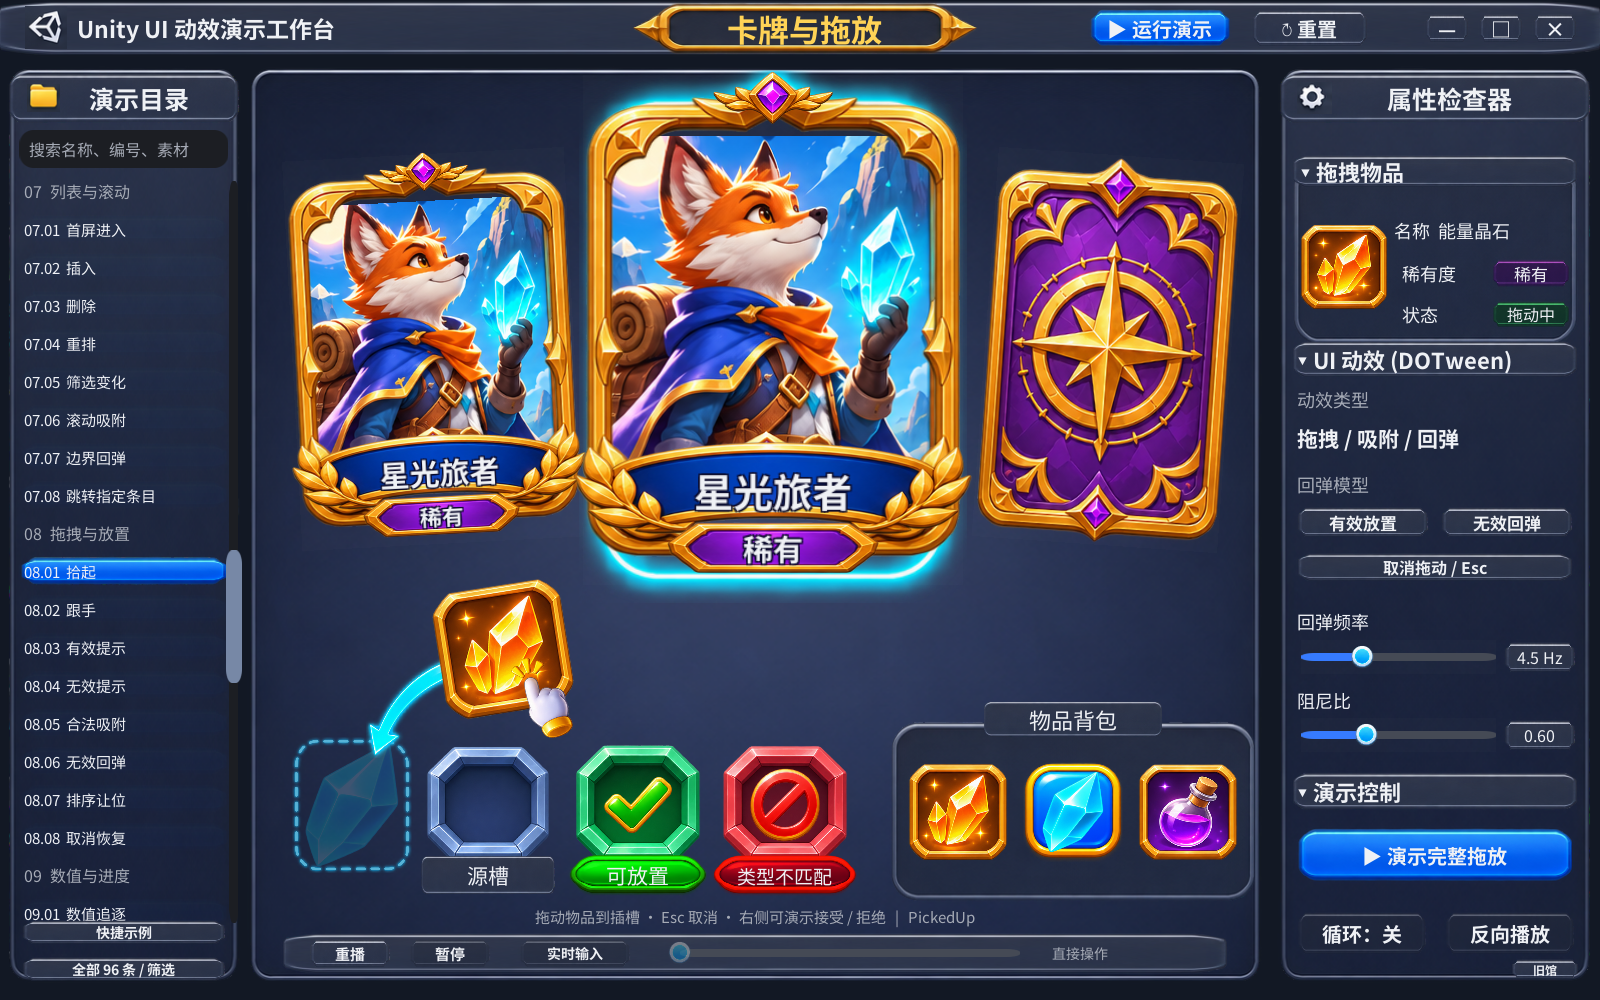 Unity UI 动效演示工作台
卡牌与拖放
▶ 运行演示
↻ 重置
演示目录
搜索名称、编号、素材
07 列表与滚动
07.01 首屏进入
07.02 插入
07.03 删除
07.04 重排
07.05 筛选变化
07.06 滚动吸附
07.07 边界回弹
07.08 跳转指定条目
08 拖拽与放置
08.01 拾起
08.02 跟手
08.03 有效提示
08.04 无效提示
08.05 合法吸附
08.06 无效回弹
08.07 排序让位
08.08 取消恢复
09 数值与进度
09.01 数值追逐
快捷示例
全部 96 条 / 筛选
星光旅者
稀有
星光旅者
稀有
源槽
可放置
类型不匹配
物品背包
拖动物品到插槽 · Esc 取消 · 右侧可演示接受 / 拒绝 | PickedUp
重播
暂停
实时输入
直接操作
属性检查器
▼ 拖拽物品
名称 能量晶石
稀有度 稀有
状态 拖动中
▼ UI 动效 (DOTween)
动效类型
拖拽 / 吸附 / 回弹
回弹模型
有效放置
无效回弹
取消拖动 / Esc
回弹频率
4.5 Hz
阻尼比
0.60
▼ 演示控制
▶ 演示完整拖放
循环：关
反向播放
旧馆